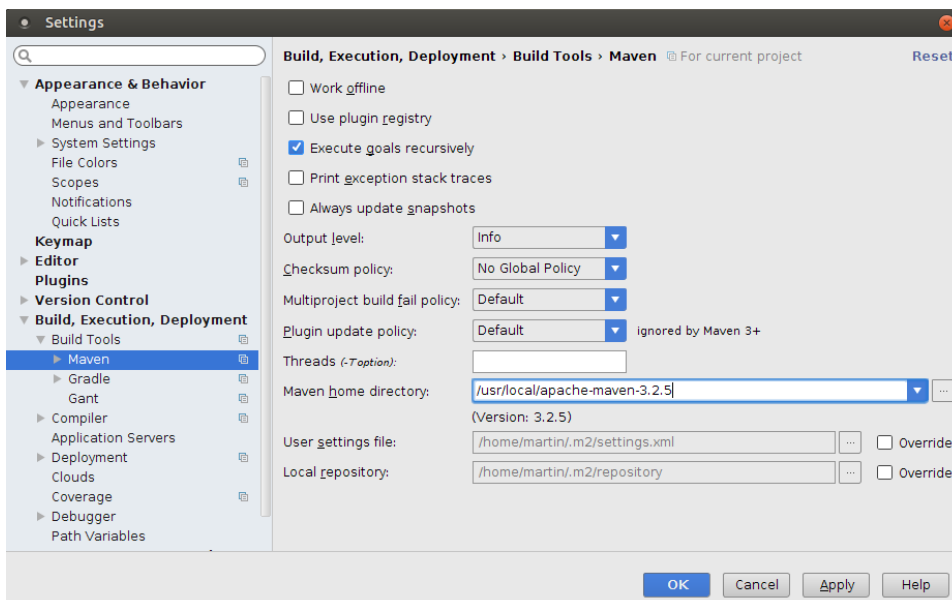 Settings
Appearance & Behavior
Appearance
Menus and Toolbars
System Settings
File Colors
Scopes
Notifications
Quick Lists
Keymap
Editor
Plugins
Version Control
Build, Execution, Deployment
Build Tools
Maven
Gradle
Gant
Compiler
Application Servers
Deployment
Clouds
Coverage
Debugger
Path Variables
Build, Execution, Deployment › Build Tools › Maven For current project Reset
Work offline
Use plugin registry
Execute goals recursively
Print exception stack traces
Always update snapshots
Output level: Info
Checksum policy: No Global Policy
Multiproject build fail policy: Default
Plugin update policy: Default ignored by Maven 3+
Threads (-T option):
Maven home directory: /usr/local/apache-maven-3.2.5 ...
(Version: 3.2.5)
User settings file: /home/martin/.m2/settings.xml ... Override
Local repository: /home/martin/.m2/repository ... Override
OK Cancel Apply Help